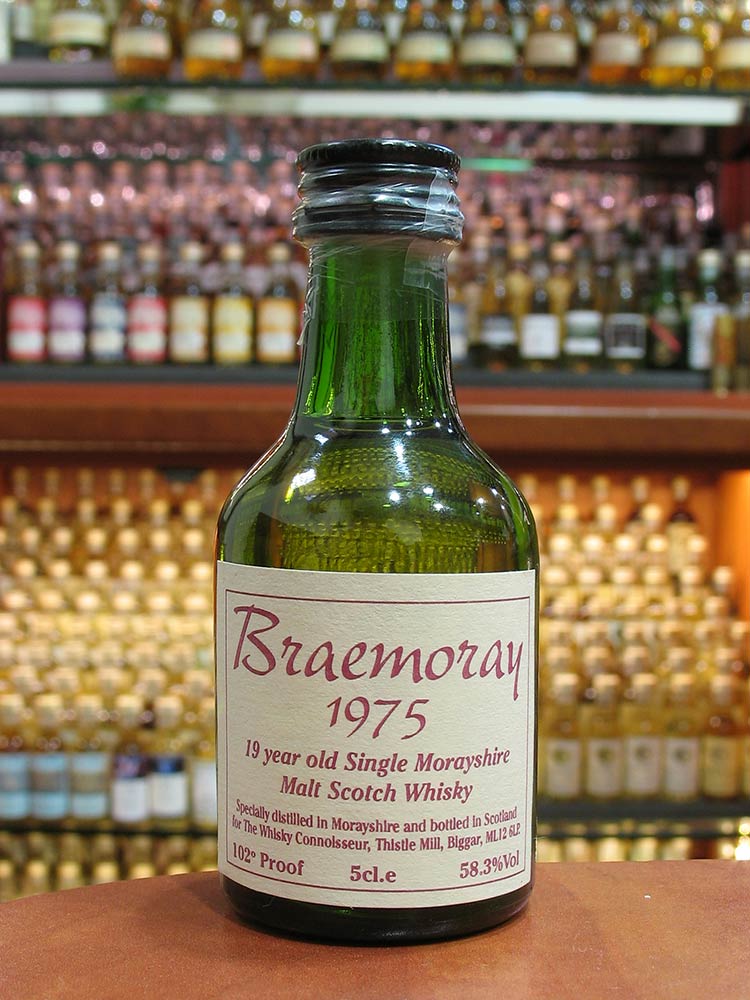 Braemoray
1975
19 year old Single Morayshire
Malt Scotch Whisky
Specially distilled in Morayshire and bottled in Scotland
for The Whisky Connoisseur, Thistle Mill, Biggar, ML12 6LP
102º Proof 5cl.e 58.3%Vol